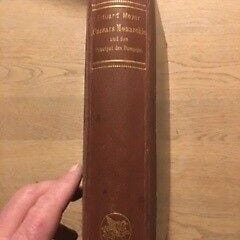 Eduard Meyer
Caesars Monarchie
und das
Principat des Pompejus